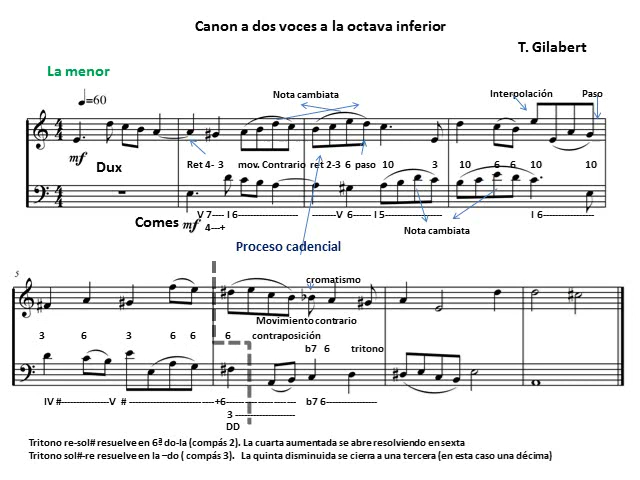 Canon a dos voces a la octava inferior
T. Gilabert
La menor
♩=60
Nota cambiata
Interpolación Paso
mf
Dux
Ret 4- 3 mov. Contrario ret 2-3 6 paso 10 3 10 6 6 10 10
Comes mf
V 7---- I 6----------------V 6------ I 5---------------------- I 6-------------
4---+
Nota cambiata
Proceso cadencial
5
cromatismo
Movimiento contrario
3 6 3 6 6 6 contraposición
b7 6 tritono
IV #----------------V # -----------------------+6-------------------- b7 6-------------
3 ---------------
DD
Tritono re-sol# resuelve en 6ª do-la (compás 2). La cuarta aumentada se abre resolviendo en sexta
Tritono sol#-re resuelve en la –do ( compás 3). La quinta disminuida se cierra a una tercera (en esta caso una décima)